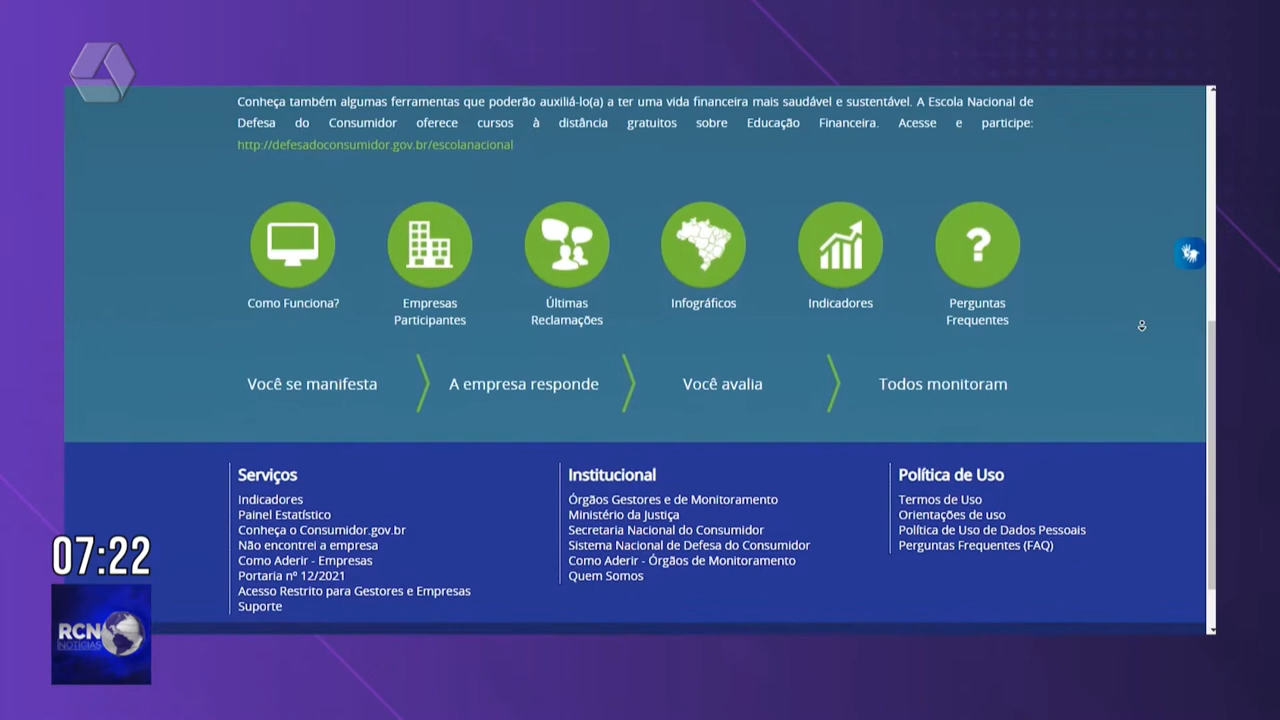 Conheça também algumas ferramentas que poderão auxiliá-lo(a) a ter uma vida financeira mais saudável e sustentável. A Escola Nacional de
Defesa do Consumidor oferece cursos à distância gratuitos sobre Educação Financeira. Acesse e participe:
http://defesadoconsumidor.gov.br/escolanacional
Como Funciona?
Empresas
Participantes
Últimas
Reclamações
Infográficos
Indicadores
?
Perguntas
Frequentes
Você se manifesta
A empresa responde
Você avalia
Todos monitoram
Serviços
Indicadores
Painel Estatístico
Conheça o Consumidor.gov.br
Não encontrei a empresa
Como Aderir - Empresas
Portaria nº 12/2021
Acesso Restrito para Gestores e Empresas
Suporte
Institucional
Órgãos Gestores e de Monitoramento
Ministério da Justiça
Secretaria Nacional do Consumidor
Sistema Nacional de Defesa do Consumidor
Como Aderir - Órgãos de Monitoramento
Quem Somos
Política de Uso
Termos de Uso
Orientações de uso
Política de Uso de Dados Pessoais
Perguntas Frequentes (FAQ)
07:22
RCN
NOTÍCIAS